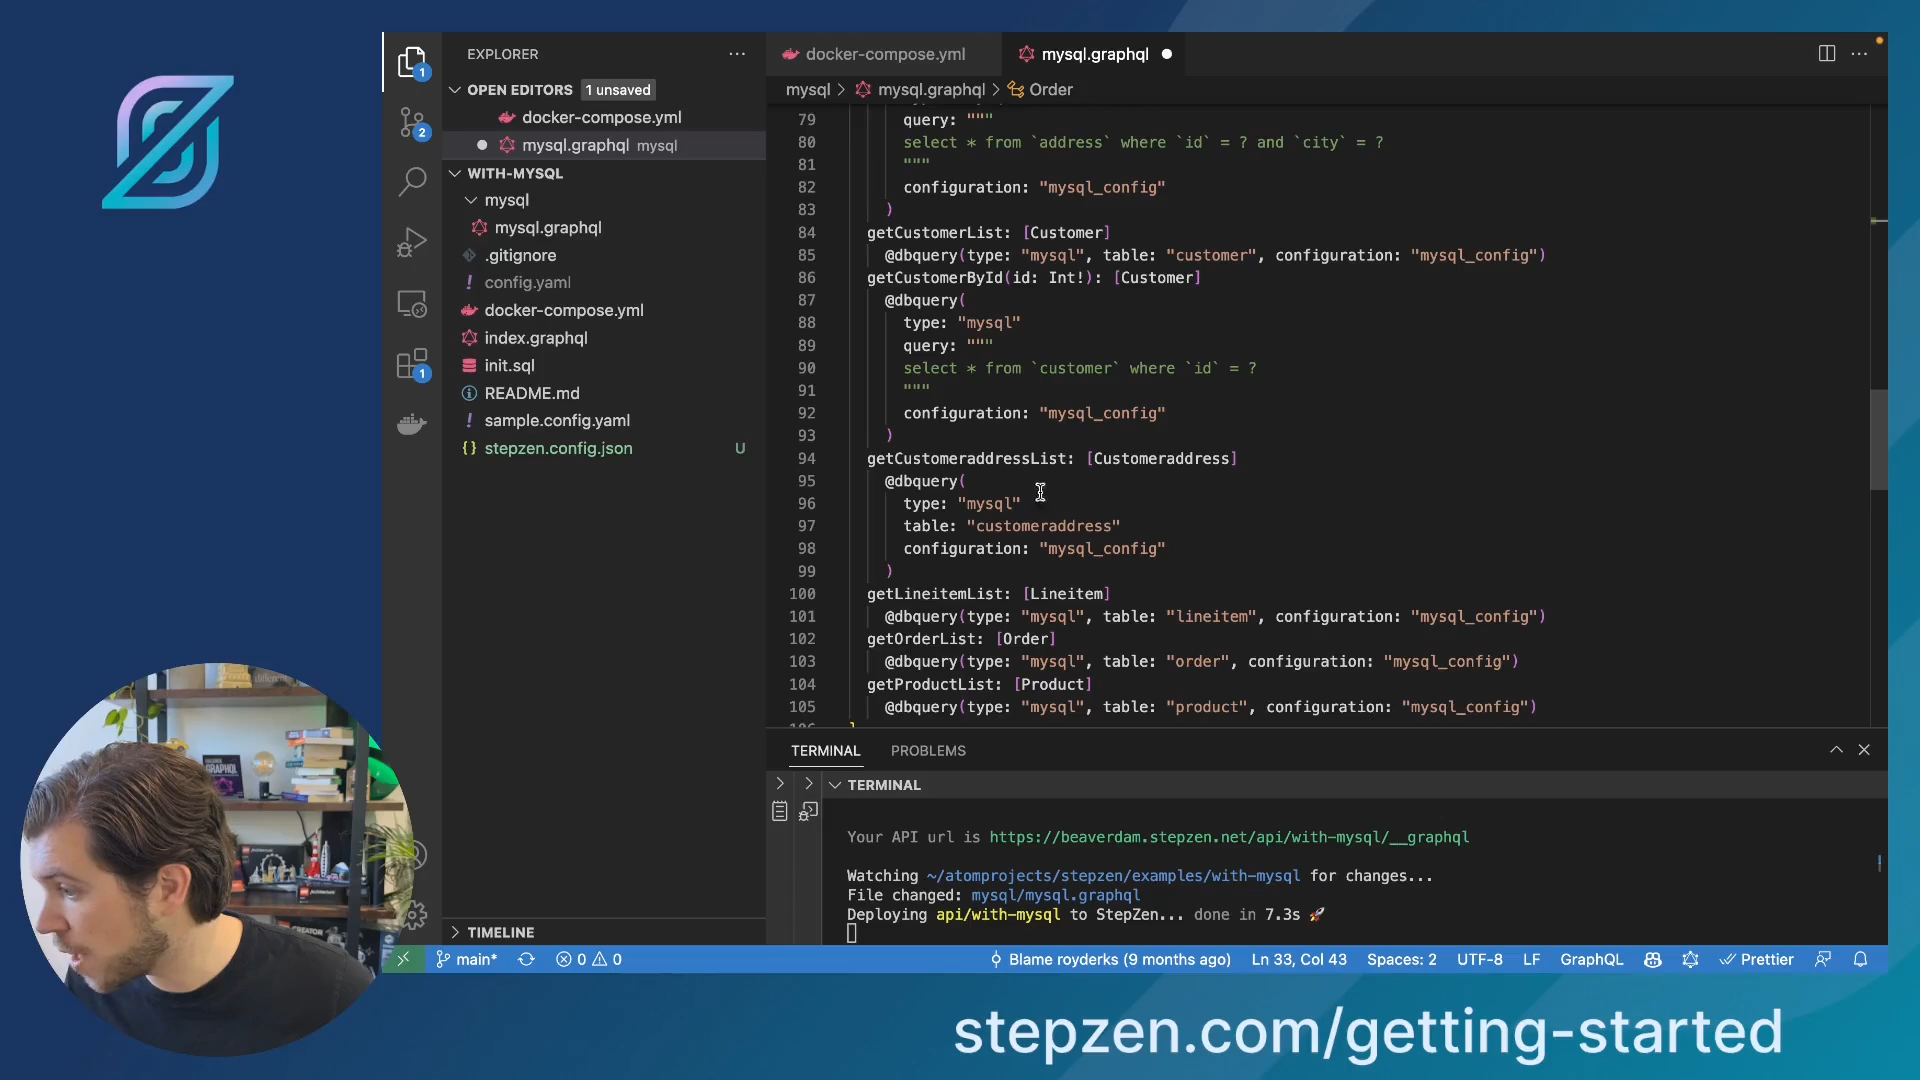 EXPLORER
OPEN EDITORS 1 unsaved
docker-compose.yml
mysql.graphql mysql
WITH-MYSQL
mysql
mysql.graphql
.gitignore
config.yaml
docker-compose.yml
index.graphql
init.sql
README.md
sample.config.yaml
stepzen.config.json U
TIMELINE
1
2
1
docker-compose.yml
mysql.graphql
mysql > mysql.graphql > Order
79 query: """
80 select * from `address` where `id` = ? and `city` = ?
81 """
82 configuration: "mysql_config"
83 )
84 getCustomerList: [Customer]
85 @dbquery(type: "mysql", table: "customer", configuration: "mysql_config")
86 getCustomerById(id: Int!): [Customer]
87 @dbquery(
88 type: "mysql"
89 query: """
90 select * from `customer` where `id` = ?
91 """
92 configuration: "mysql_config"
93 )
94 getCustomeraddressList: [Customeraddress]
95 @dbquery(
96 type: "mysql"
97 table: "customeraddress"
98 configuration: "mysql_config"
99 )
100 getLineitemList: [Lineitem]
101 @dbquery(type: "mysql", table: "lineitem", configuration: "mysql_config")
102 getOrderList: [Order]
103 @dbquery(type: "mysql", table: "order", configuration: "mysql_config")
104 getProductList: [Product]
105 @dbquery(type: "mysql", table: "product", configuration: "mysql_config")
TERMINAL PROBLEMS
TERMINAL
Your API url is https://beaverdam.stepzen.net/api/with-mysql/__graphql
Watching ~/atomprojects/stepzen/examples/with-mysql for changes...
File changed: mysql/mysql.graphql
Deploying api/with-mysql to StepZen... done in 7.3s 🚀
main* 0 0 Blame royderks (9 months ago) Ln 33, Col 43 Spaces: 2 UTF-8 LF GraphQL Prettier
stepzen.com/getting-started